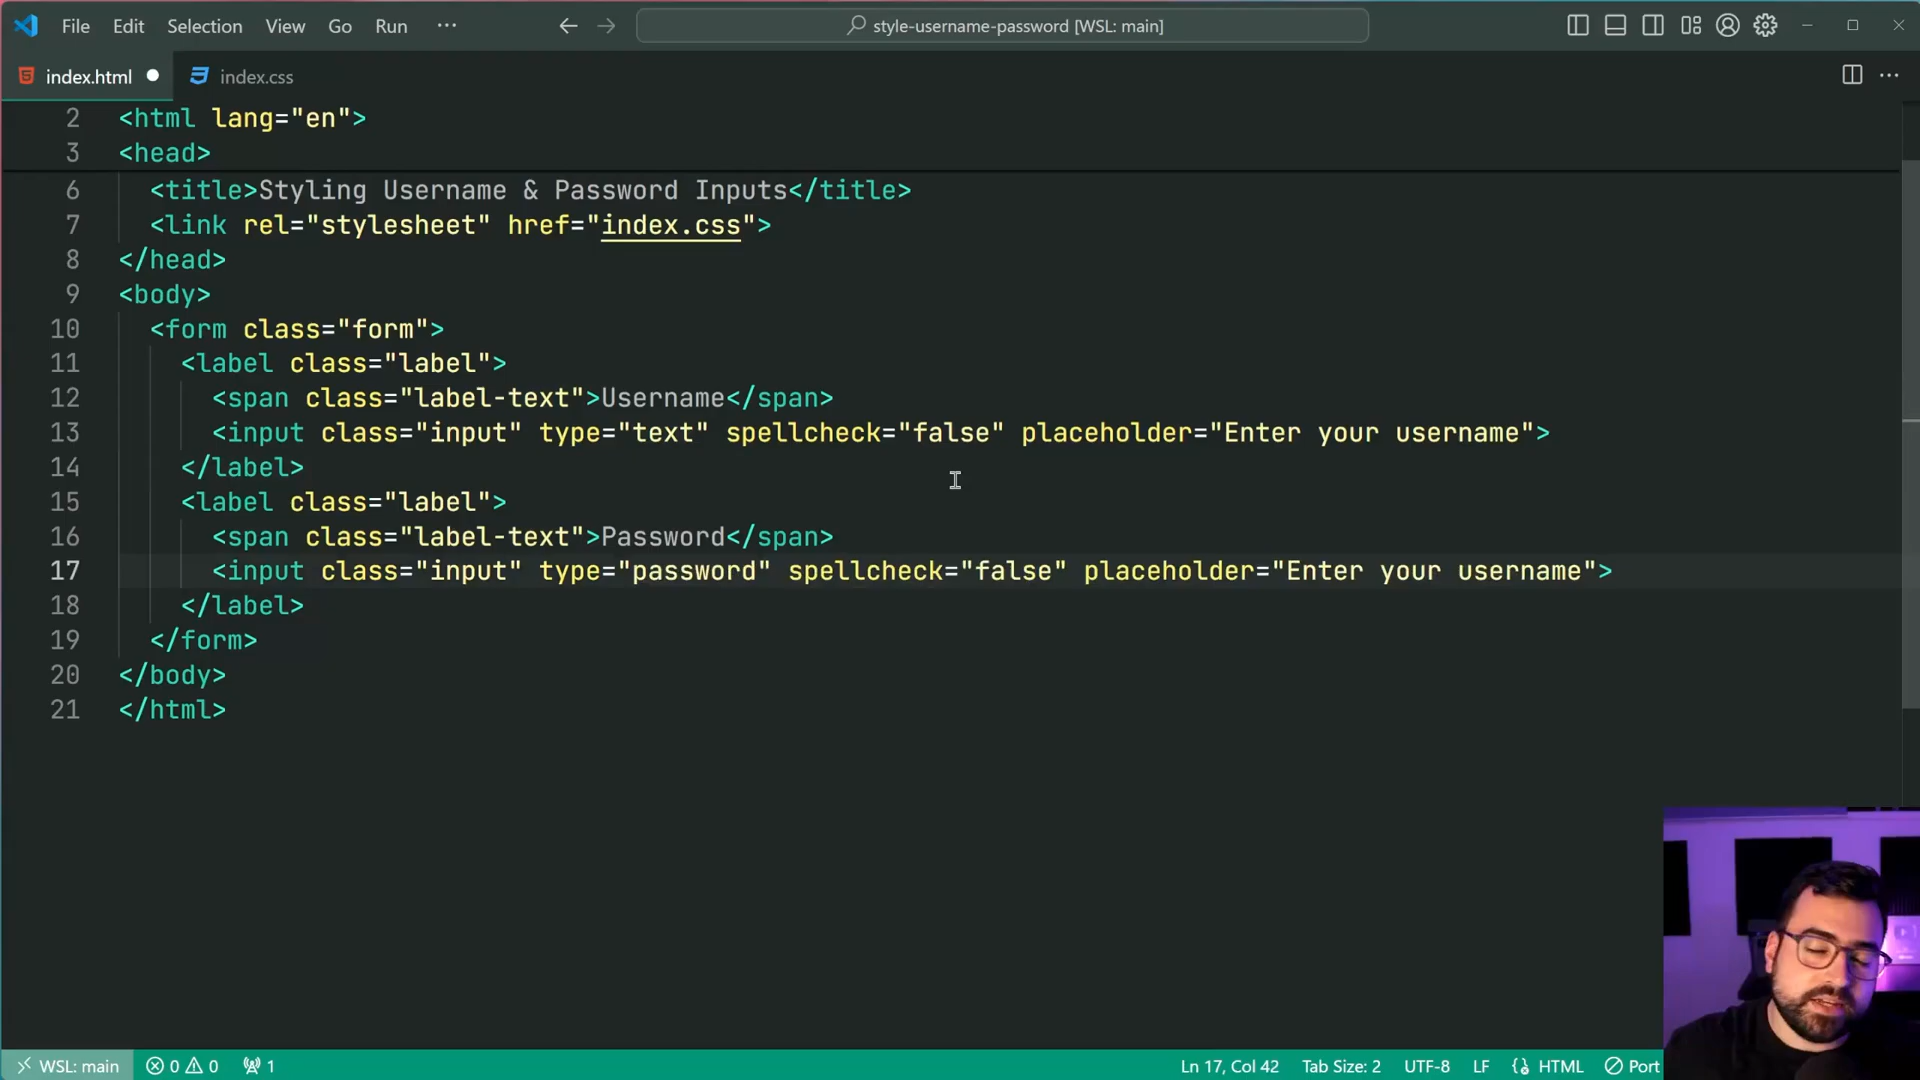 File Edit Selection View Go Run ...
style-username-password [WSL: main]
index.html
index.css
2 <html lang="en">
3 <head>
6 <title>Styling Username & Password Inputs</title>
7 <link rel="stylesheet" href="index.css">
8 </head>
9 <body>
10 <form class="form">
11 <label class="label">
12 <span class="label-text">Username</span>
13 <input class="input" type="text" spellcheck="false" placeholder="Enter your username">
14 </label>
15 <label class="label">
16 <span class="label-text">Password</span>
17 <input class="input" type="password" spellcheck="false" placeholder="Enter your username">
18 </label>
19 </form>
20 </body>
21 </html>
WSL: main 0 0 1 Ln 17, Col 42 Tab Size: 2 UTF-8 LF {} HTML Port